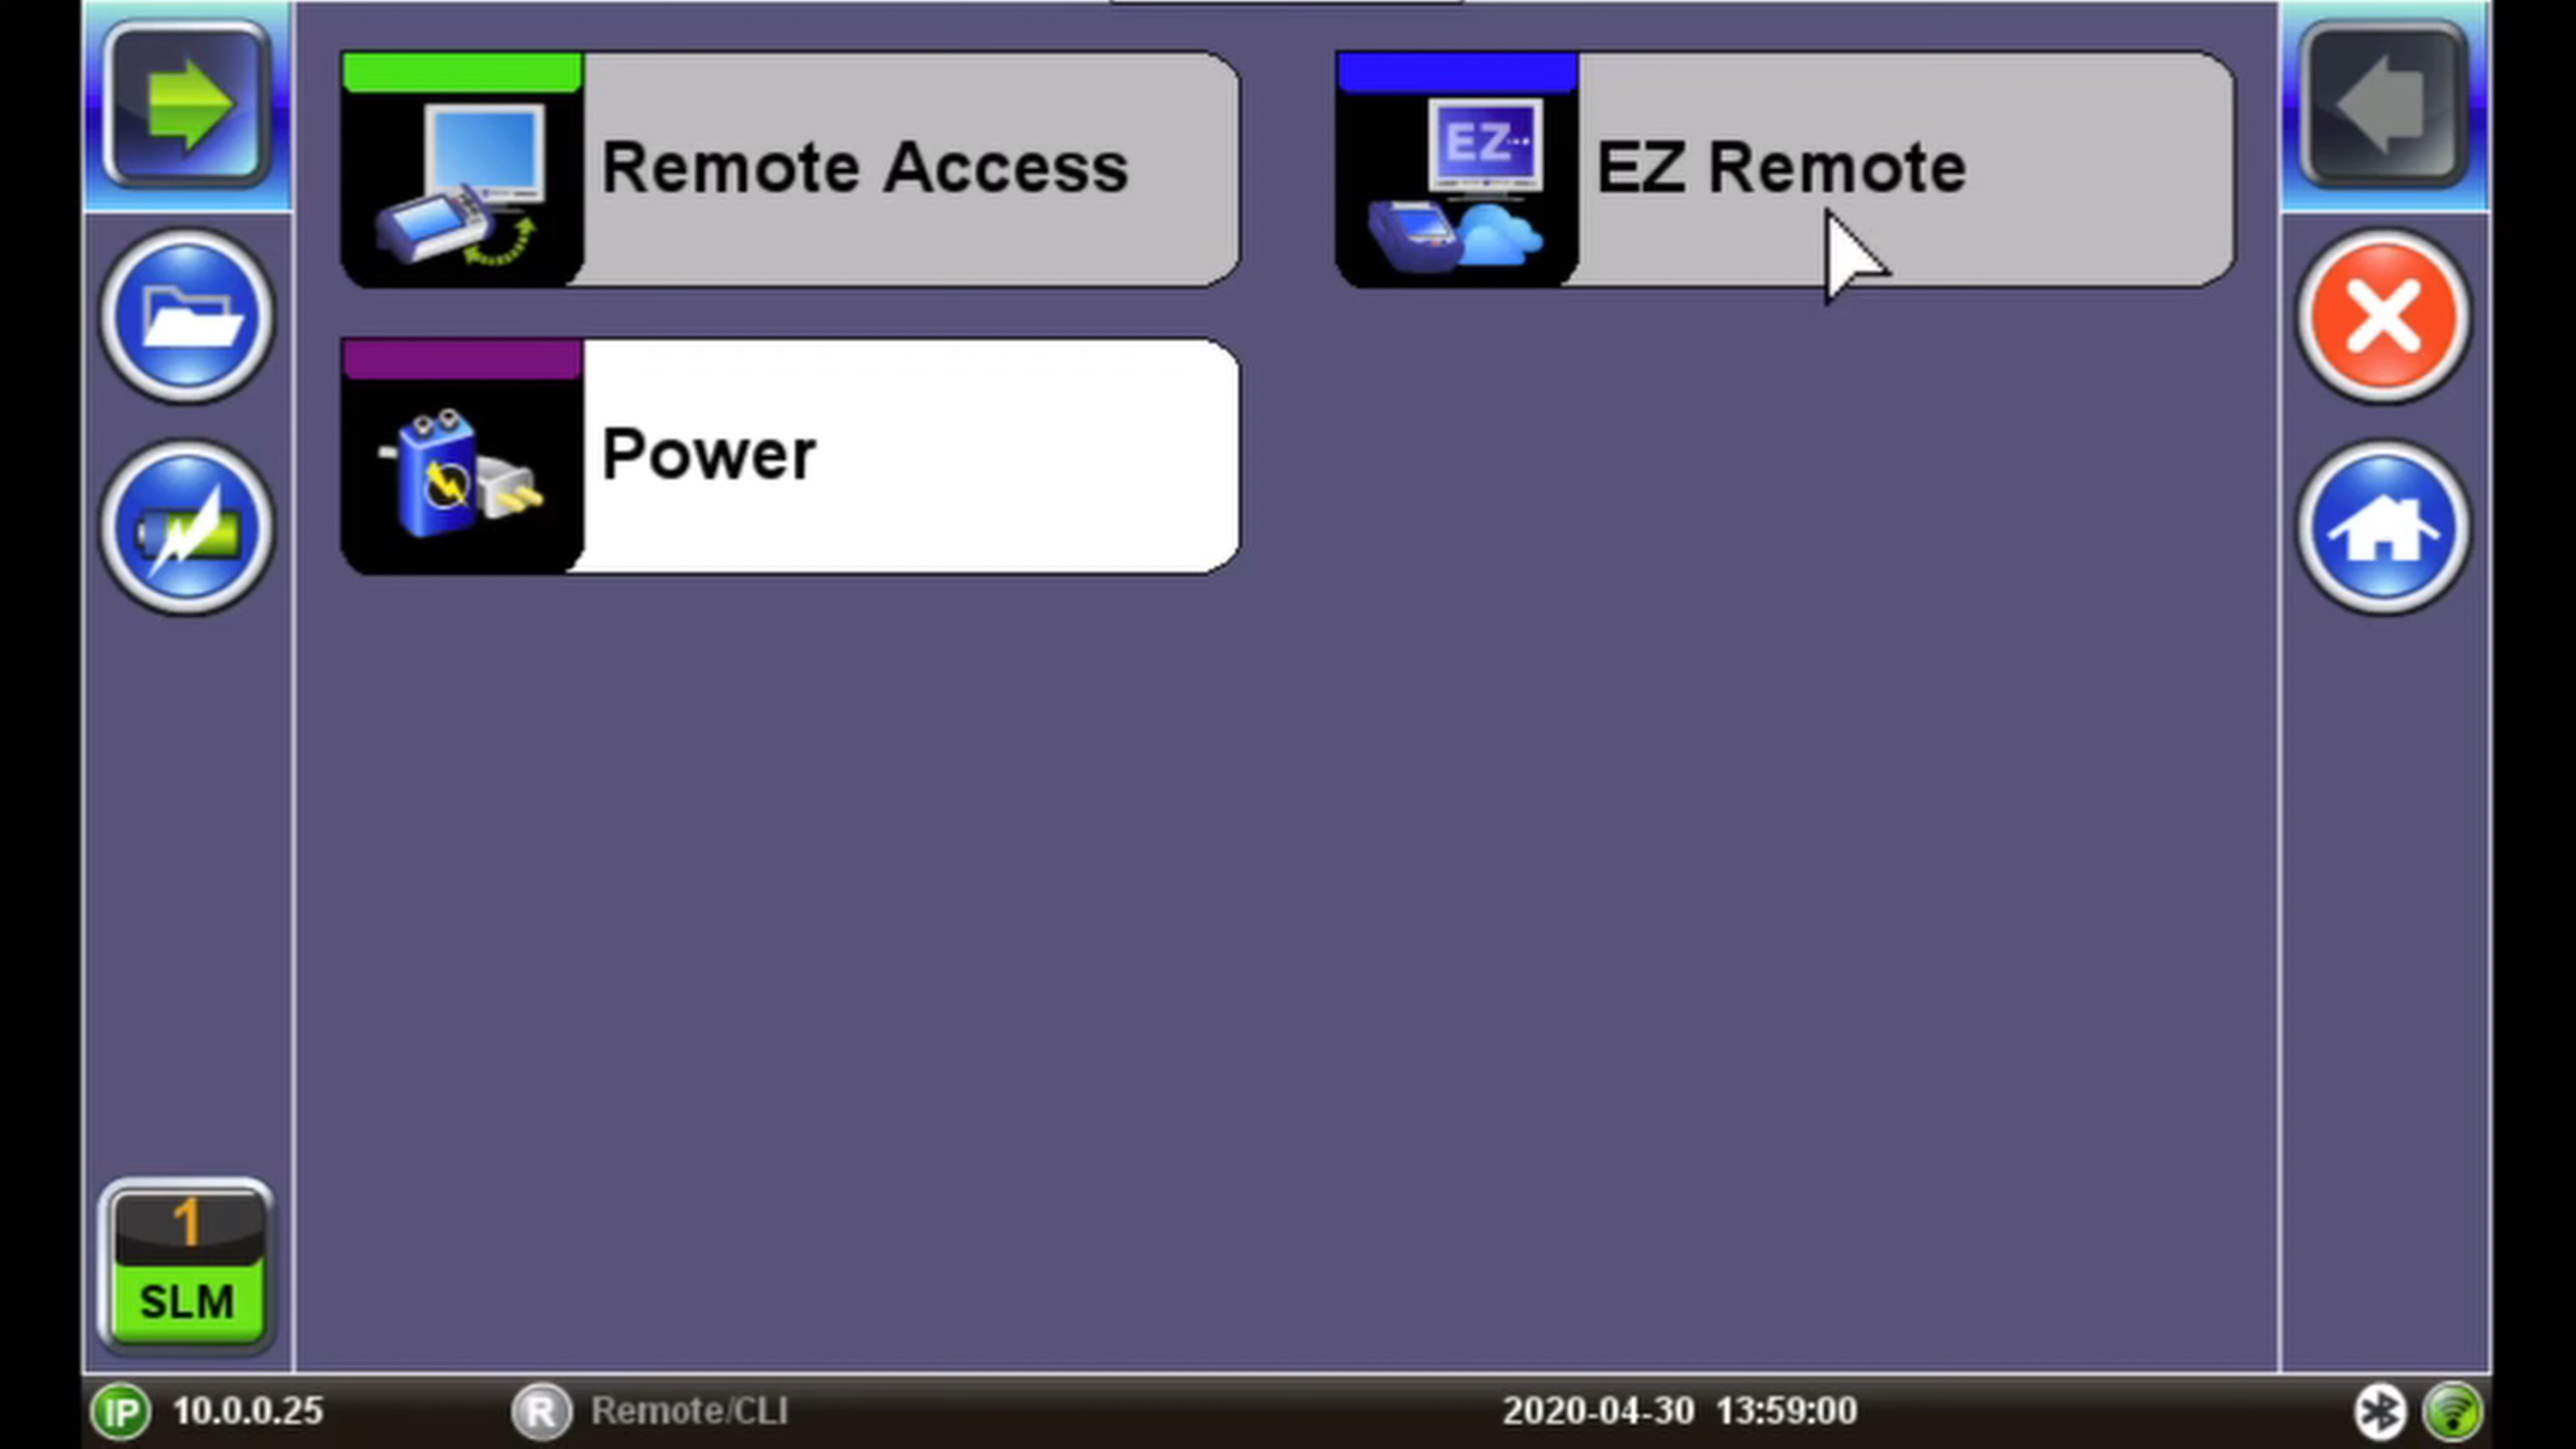 Remote Access
EZ
EZ Remote
Power
1
SLM
IP 10.0.0.25
R Remote/CLI
2020-04-30 13:59:00